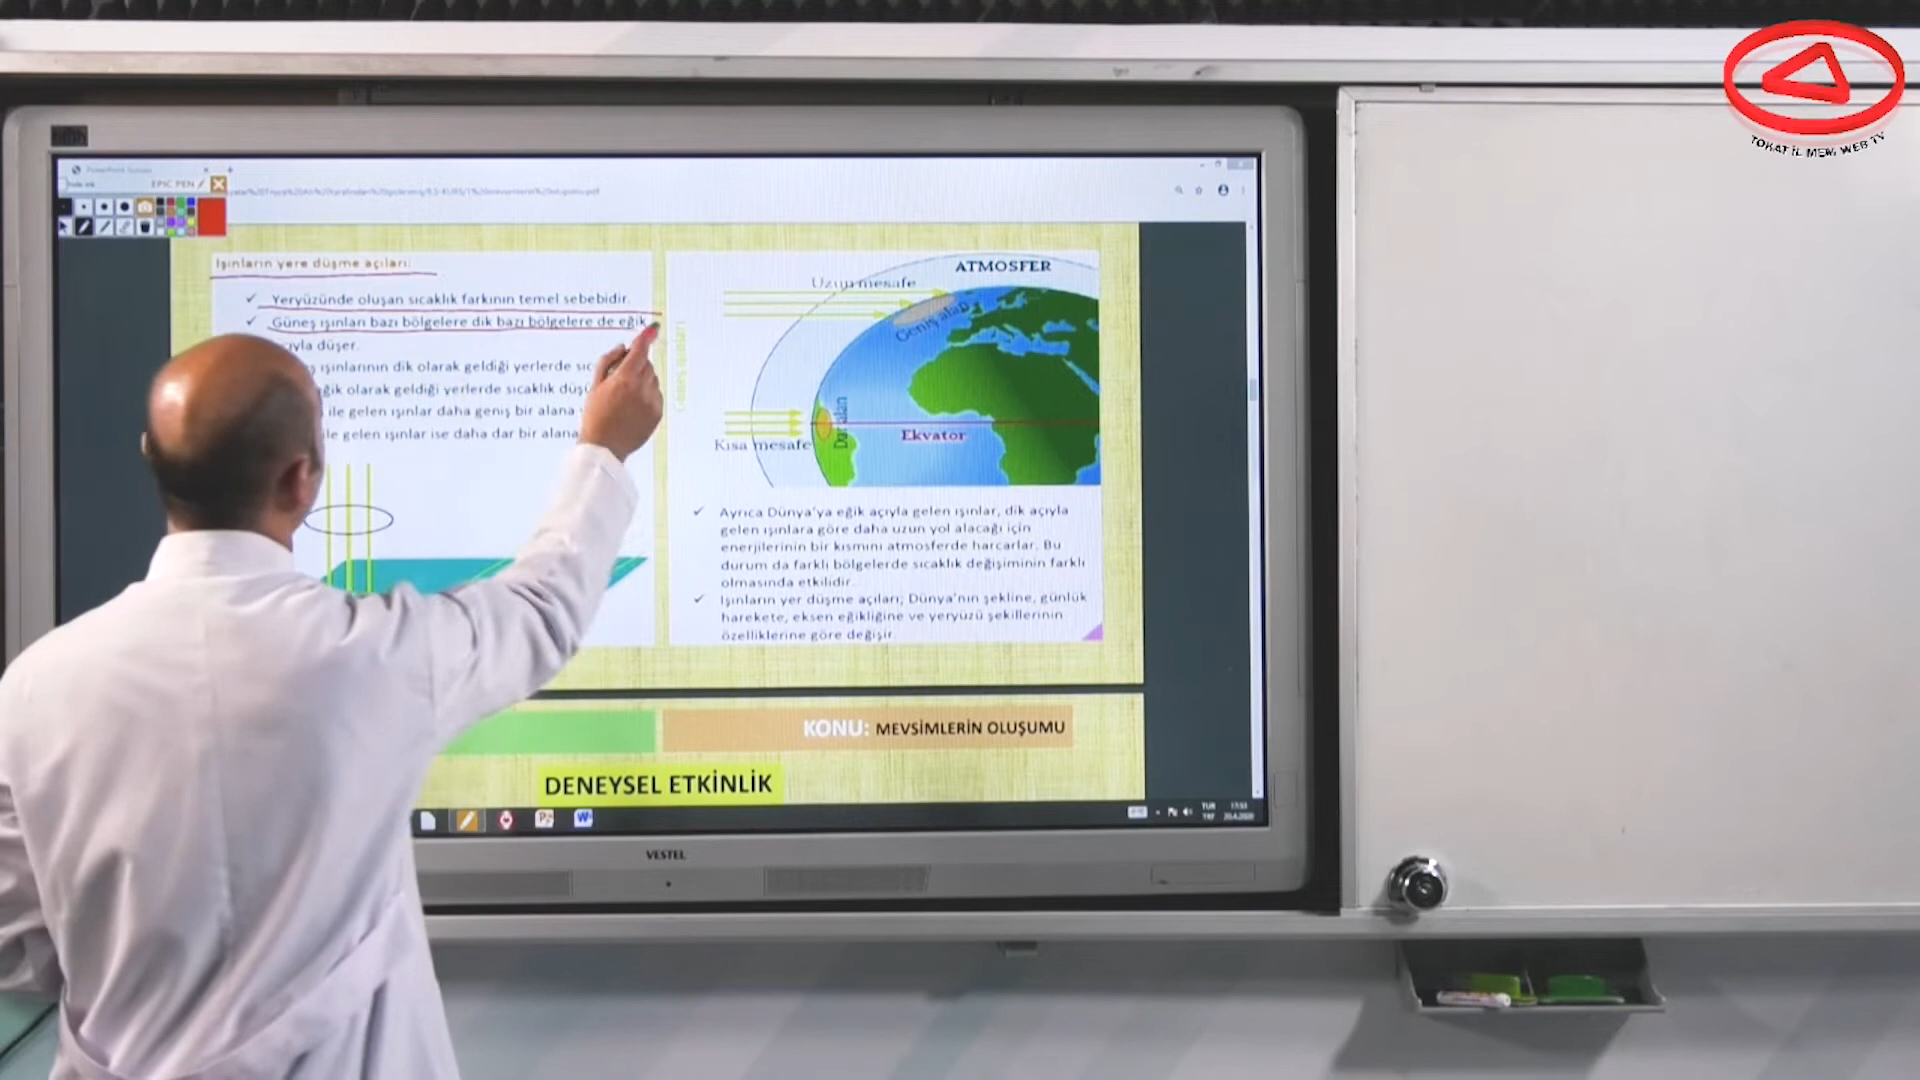 TOKAT İL MEM WEB TV
EPIC PEN
Işınların yere düşme açıları:
✓ Yeryüzünde oluşan sıcaklık farkının temel sebebidir.
✓ Güneş ışınları bazı bölgelere dik bazı bölgelere de eğik
düşer.
ışınlarının dik olarak geldiği yerlerde
olarak geldiği yerlerde sıcaklık
ile gelen ışınlar daha geniş bir alana
ile gelen ışınlar ise daha dar bir alana
ATMOSFER
Uzun mesafe
Geniş alan
Güneş ışınları
Dar alan
Kısa mesafe
Ekvator
✓ Ayrıca Dünya'ya eğik açıyla gelen ışınlar, dik açıyla
gelen ışınlara göre daha uzun yol alacağı için
enerjilerinin bir kısmını atmosferde harcarlar. Bu
durum da farklı bölgelerde sıcaklık değişiminin farklı
olmasında etkilidir.
✓ Işınların yer düşme açıları; Dünya'nın şekline, günlük
harekete, eksen eğikliğine ve yeryüzü şekillerinin
özelliklerine göre değişir.
KONU: MEVSİMLERİN OLUŞUMU
DENEYSEL ETKİNLİK
TUR
VESTEL